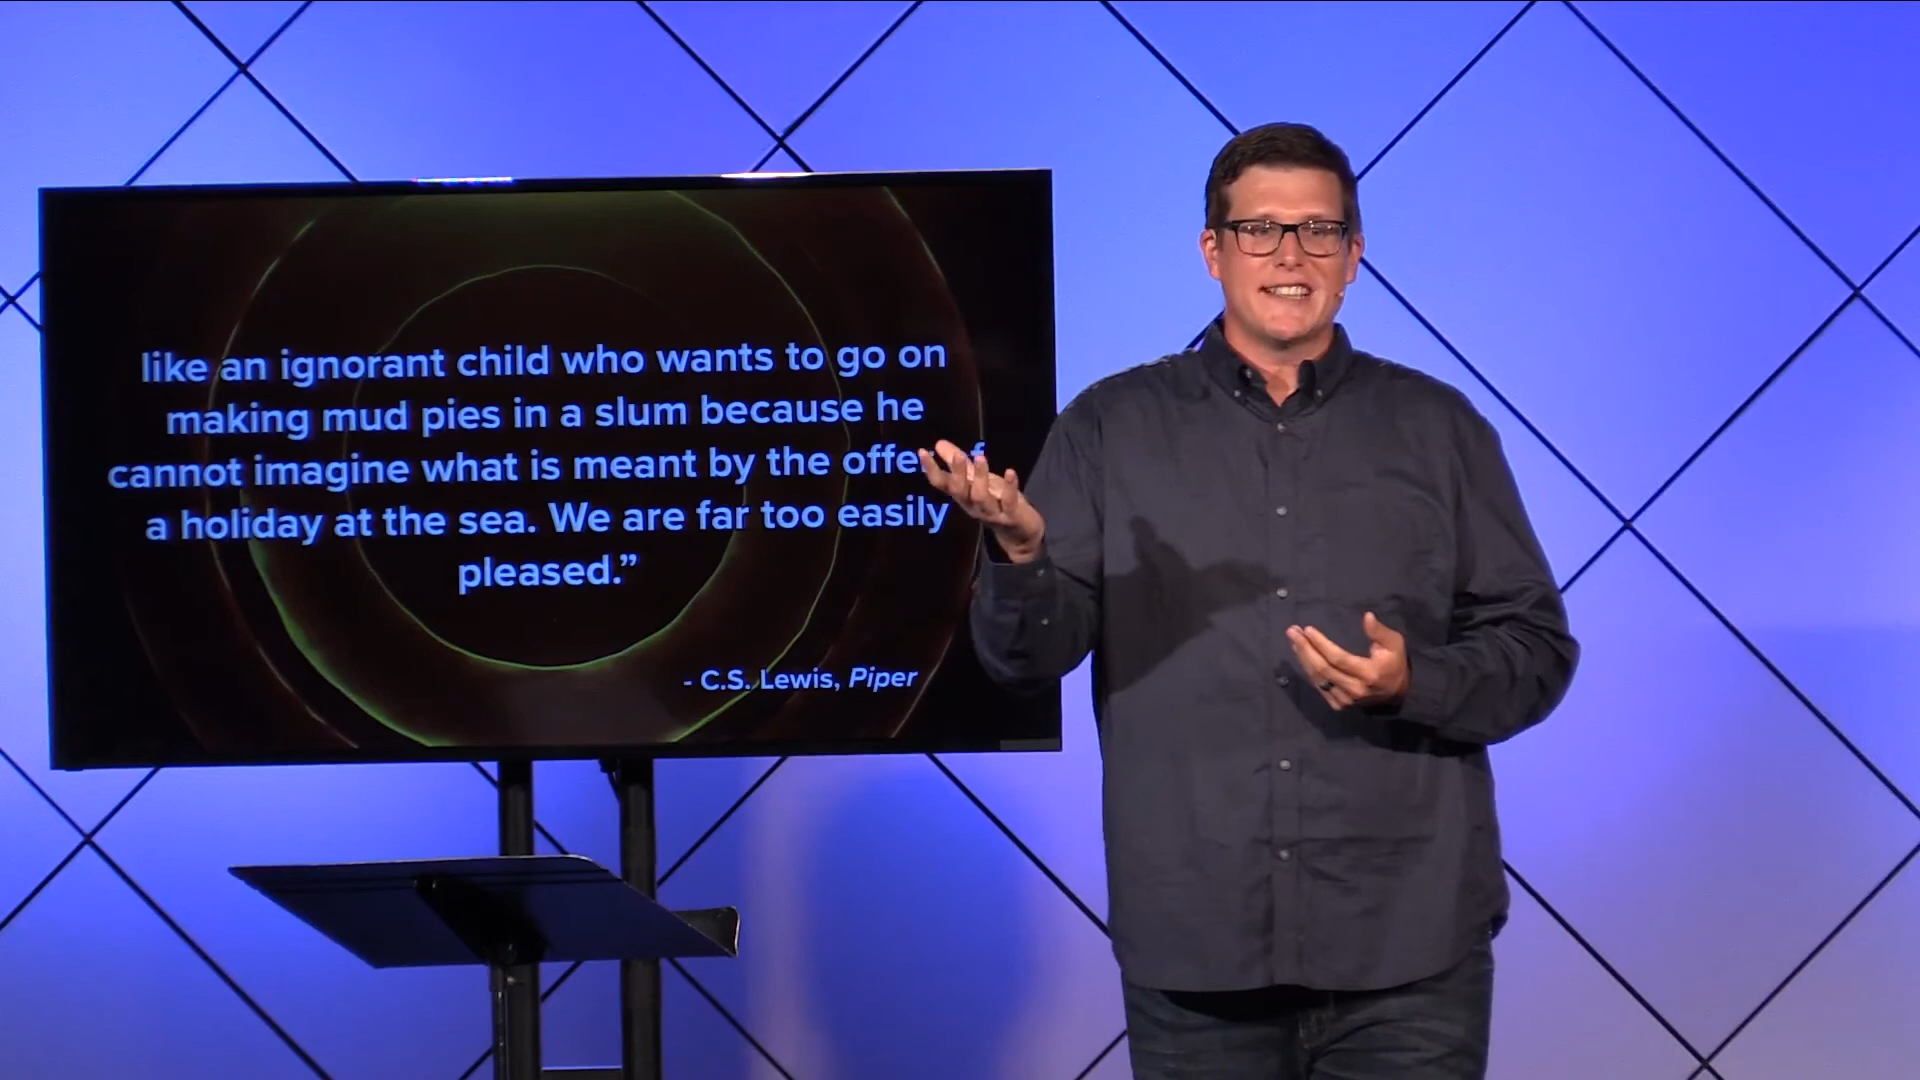 like an ignorant child who wants to go on
making mud pies in a slum because he
cannot imagine what is meant by the offer
a holiday at the sea. We are far too easily
pleased.”
- C.S. Lewis, Piper